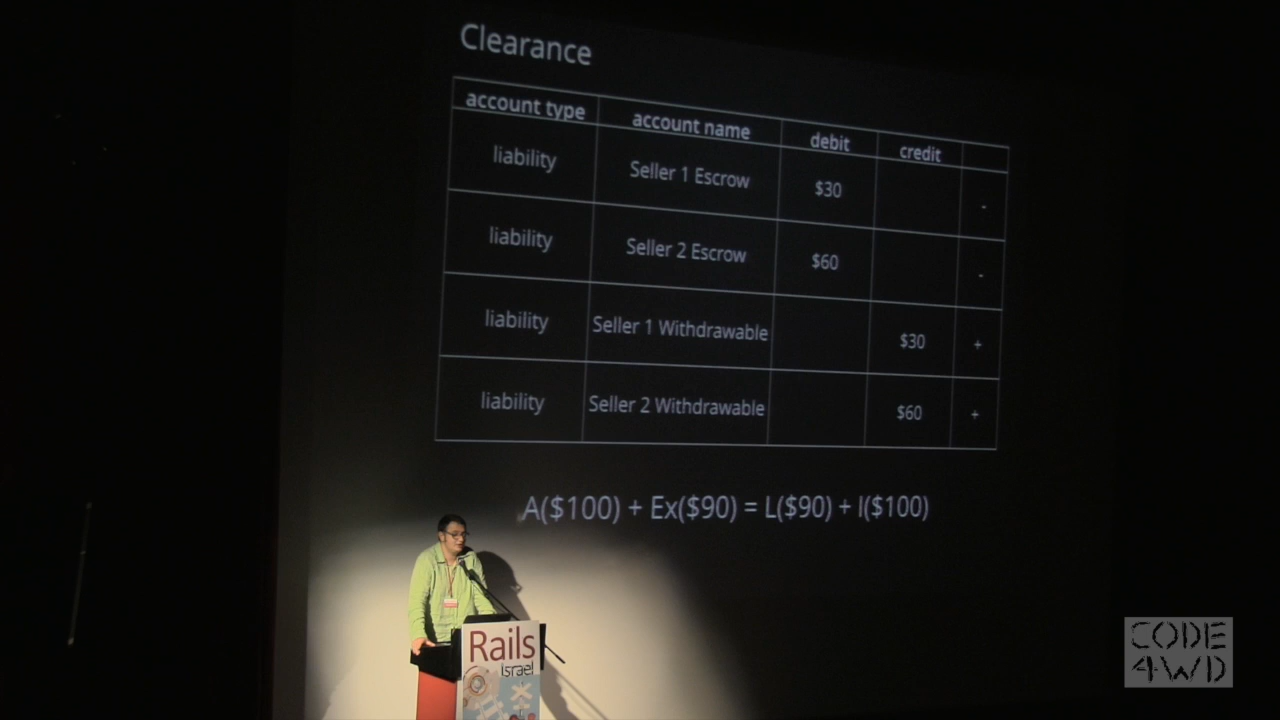 Clearance
account type account name debit credit
liability Seller 1 Escrow $30 -
liability Seller 2 Escrow $60 -
liability Seller 1 Withdrawable $30 +
liability Seller 2 Withdrawable $60 +
A($100) + Ex($90) = L($90) + I($100)
Rails
israel
CODE
4WD